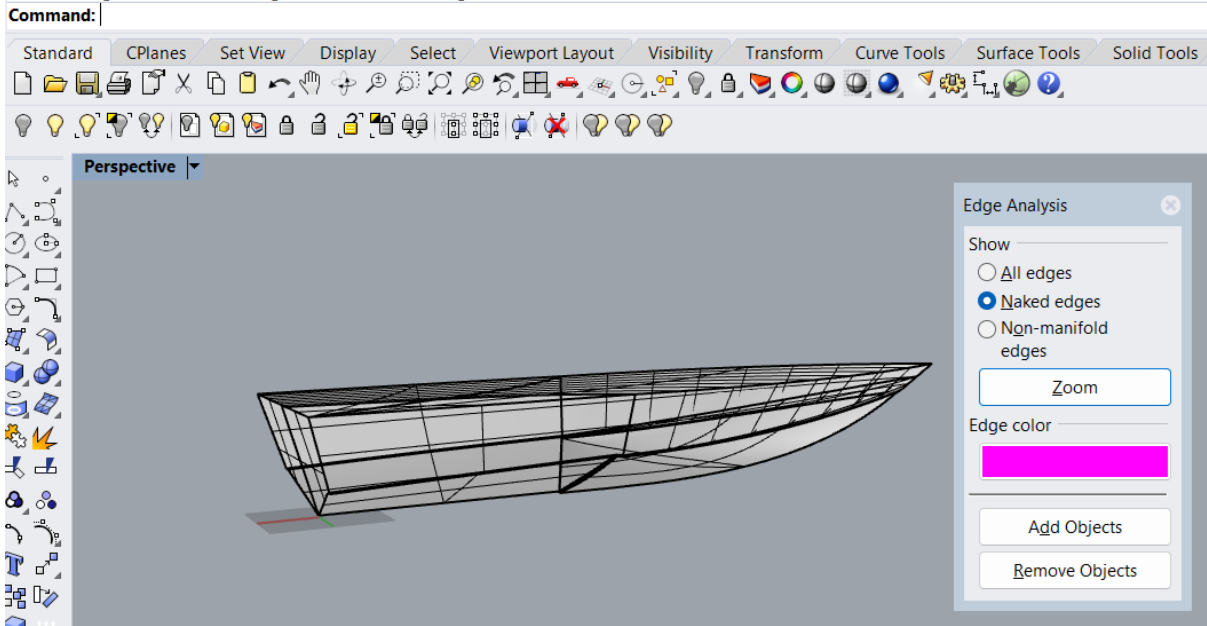 Command:
Standard CPlanes Set View Display Select Viewport Layout Visibility Transform Curve Tools Surface Tools Solid Tools
Perspective
Edge Analysis
Show
All edges
Naked edges
Non-manifold
edges
Zoom
Edge color
Add Objects
Remove Objects